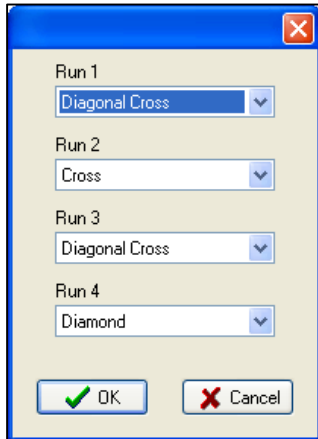 Run 1
Diagonal Cross
Run 2
Cross
Run 3
Diagonal Cross
Run 4
Diamond
OK Cancel